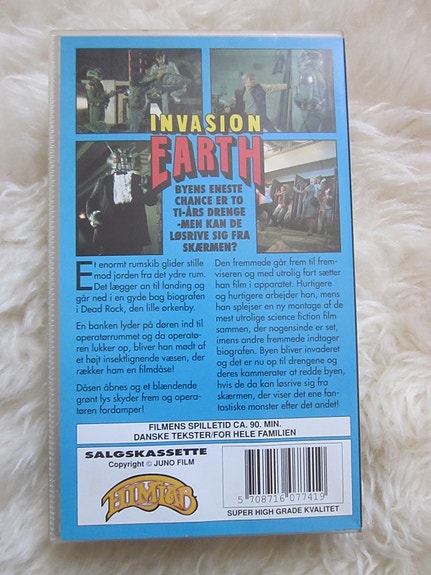 INVASION
EARTH
BYENS ENESTE
CHANCE ER TO
TI-ÅRS DRENGE
-MEN KAN DE
LØSRIVE SIG FRA
SKÆRMEN?
Et enormt rumskib glider stille
mod jorden fra det ydre rum.
Det lægger an til landing og
går ned i en gyde bag biografen
i Dead Rock, den lille ørkenby.
En banken lyder på døren ind til
operatørrummet og da operatø-
ren lukker op, bliver han mødt af
et højt insektlignende væsen, der
rækker ham en filmdåse!
Dåsen åbnes og et blændende
grønt lys skyder frem og opera-
tøren fordamper!
Den fremmede går frem til frem-
viseren og med utrolig fart sætter
han film i apparatet. Hurtigere
og hurtigere arbejder han, mens
han splejser en ny montage af de
mest utrolige science fiction film
sammen, der nogensinde er set,
imens andre fremmede indtager
biografen. Byen bliver invaderet
og det er nu op til drengene og
deres kammerater at redde byen,
hvis de da kan løsrive sig fra
skærmen, der viser det ene fan-
tastiske monster efter det andet!
FILMENS SPILLETID CA. 90. MIN.
DANSKE TEKSTER/FOR HELE FAMILIEN
SALGSKASSETTE
Copyright © JUNO FILM
5 708716 077419
SUPER HIGH GRADE KVALITET